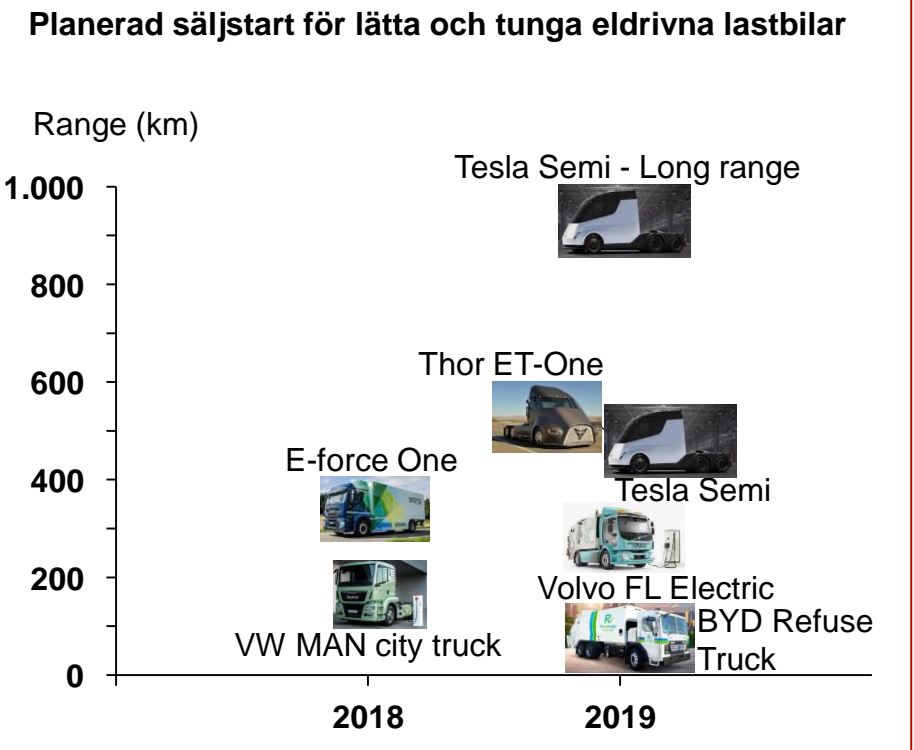 Planerad säljstart för lätta och tunga eldrivna lastbilar
Range (km)
Tesla Semi - Long range
1.000
800
Thor ET-One
600
E-force One
400
Tesla Semi
200
Volvo FL Electric
BYD Refuse
Truck
VW MAN city truck
0
2018
2019